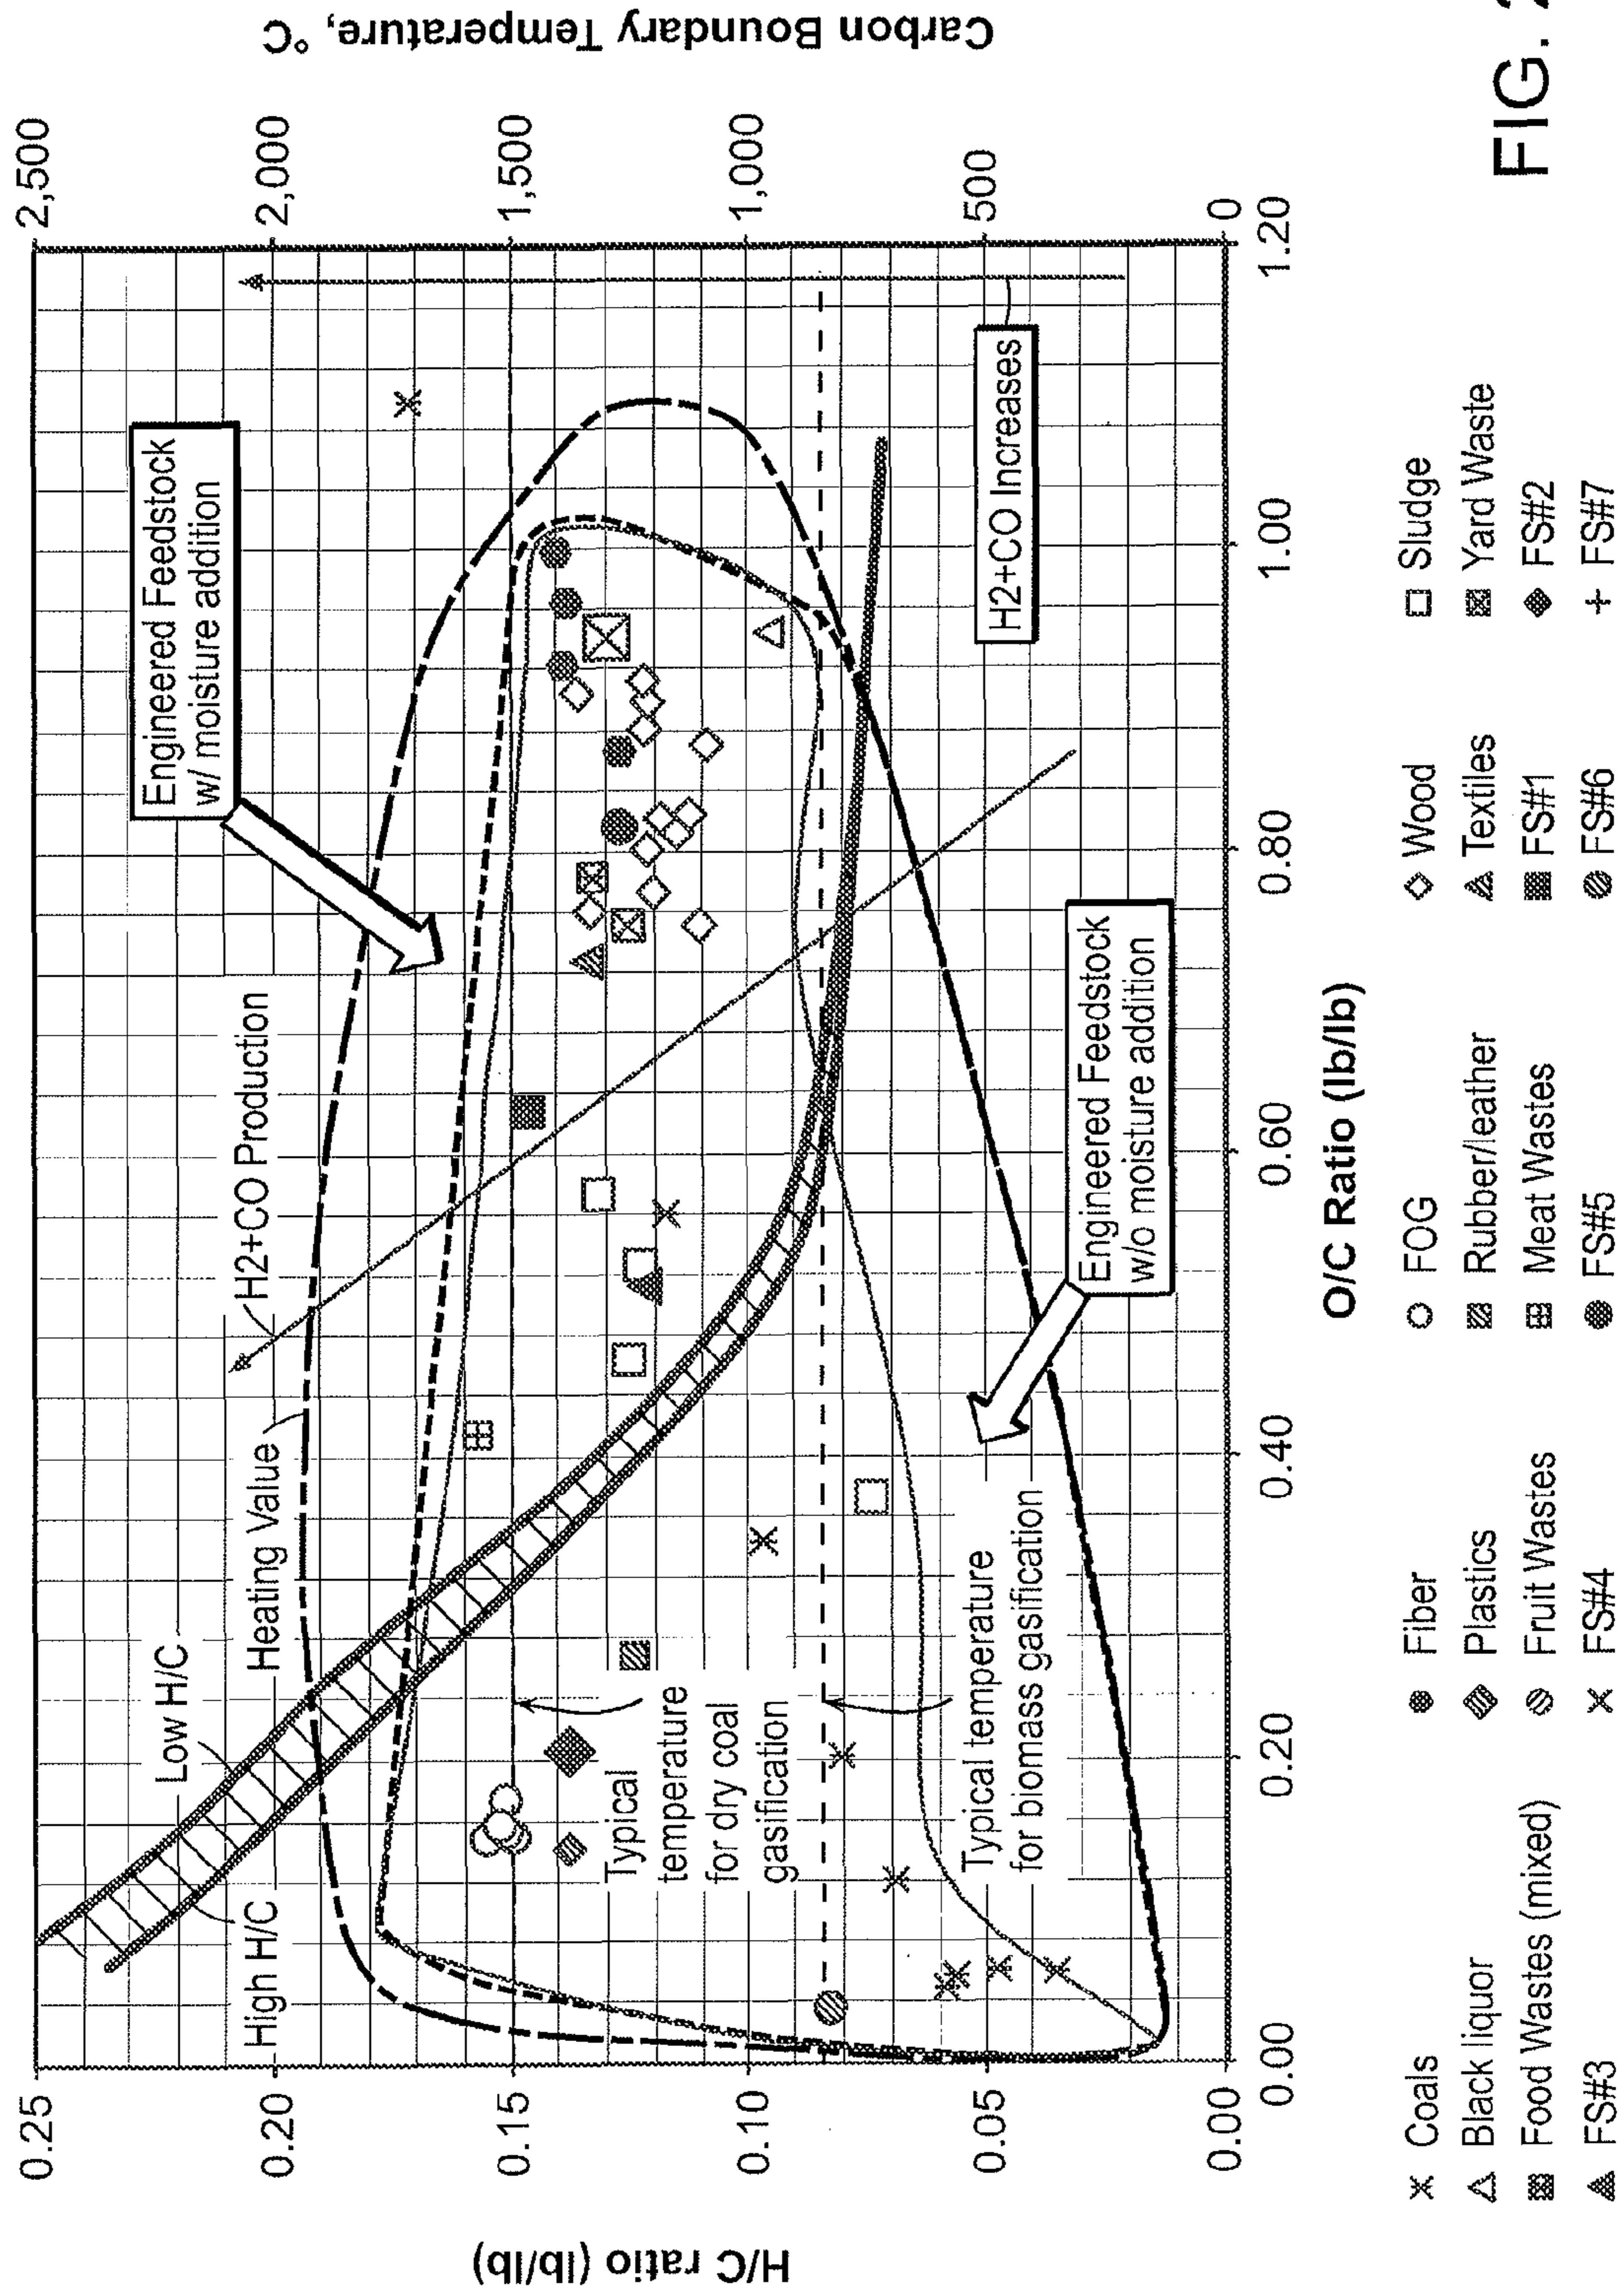 H/C ratio (lb/lb)
0.25
0.20
0.15
0.10
0.05
0.00
Carbon Boundary Temperature, °C
2,500
2,000
1,500
1,000
500
0
0.00
0.20
0.40
0.60
0.80
1.00
1.20
O/C Ratio (lb/lb)
Low H/C
High H/C
Heating Value
H2+CO Production
Engineered Feedstock
w/ moisture addition
Typical
temperature
for dry coal
gasification
Typical temperature
for biomass gasification
Engineered Feedstock
w/o moisture addition
H2+CO Increases
Coals
Fiber
FOG
Wood
Sludge
Black liquor
Plastics
Rubber/leather
Textiles
Yard Waste
Food Wastes (mixed)
Fruit Wastes
Meat Wastes
FS#1
FS#2
FS#3
FS#4
FS#5
FS#6
FS#7
FIG.